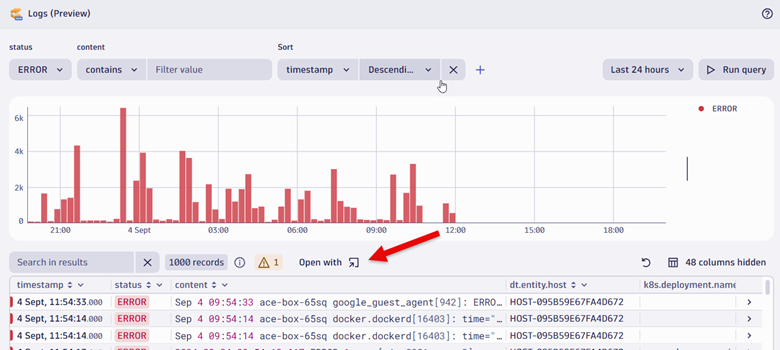 Logs (Preview)
status content Sort
ERROR contains Filter value timestamp Descendi... Last 24 hours Run query
6k
4k
2k
0
ERROR
21:00 4 Sept 03:00 06:00 09:00 12:00 15:00 18:00
Search in results 1000 records 1 Open with 48 columns hidden
timestamp status content dt.entity.host k8s.deployment.name
4 Sept, 11:54:33.000 ERROR Sep 4 09:54:33 ace-box-65sq google_guest_agent[942]: ERRO... HOST-095B59E67FA4D672
4 Sept, 11:54:14.000 ERROR Sep 4 09:54:14 ace-box-65sq docker.dockerd[16403]: time="... HOST-095B59E67FA4D672
4 Sept, 11:54:14.000 ERROR Sep 4 09:54:14 ace-box-65sq docker.dockerd[16403]: time="... HOST-095B59E67FA4D672